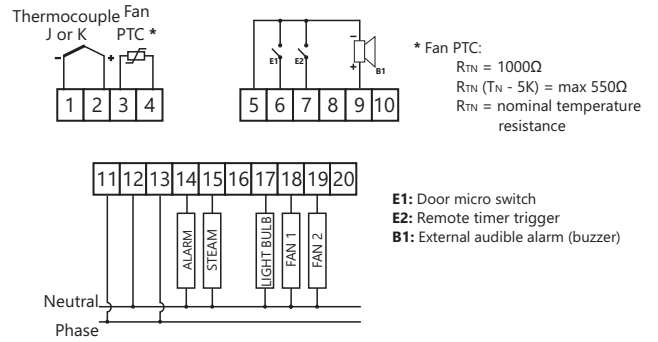 Thermocouple
J or K
Fan
PTC *
- + 
1 2 3 4
E1 E2 - + B1
5 6 7 8 9 10
* Fan PTC:
RTN = 1000Ω
RTN (TN - 5K) = max 550Ω
RTN = nominal temperature
resistance
11 12 13 14 15 16 17 18 19 20
ALARM
STEAM
LIGHT BULB
FAN 1
FAN 2
Neutral
Phase
E1: Door micro switch
E2: Remote timer trigger
B1: External audible alarm (buzzer)